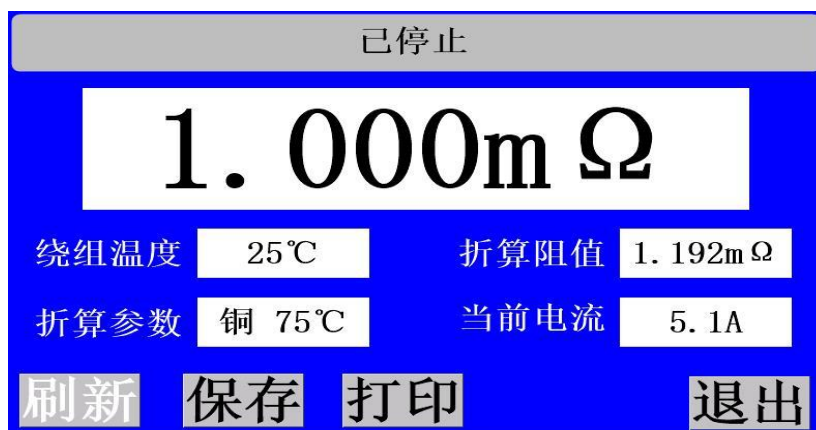 已停止
1.000mΩ
绕组温度 25℃ 折算阻值 1.192mΩ
折算参数 铜 75℃ 当前电流 5.1A
刷新 保存 打印 退出